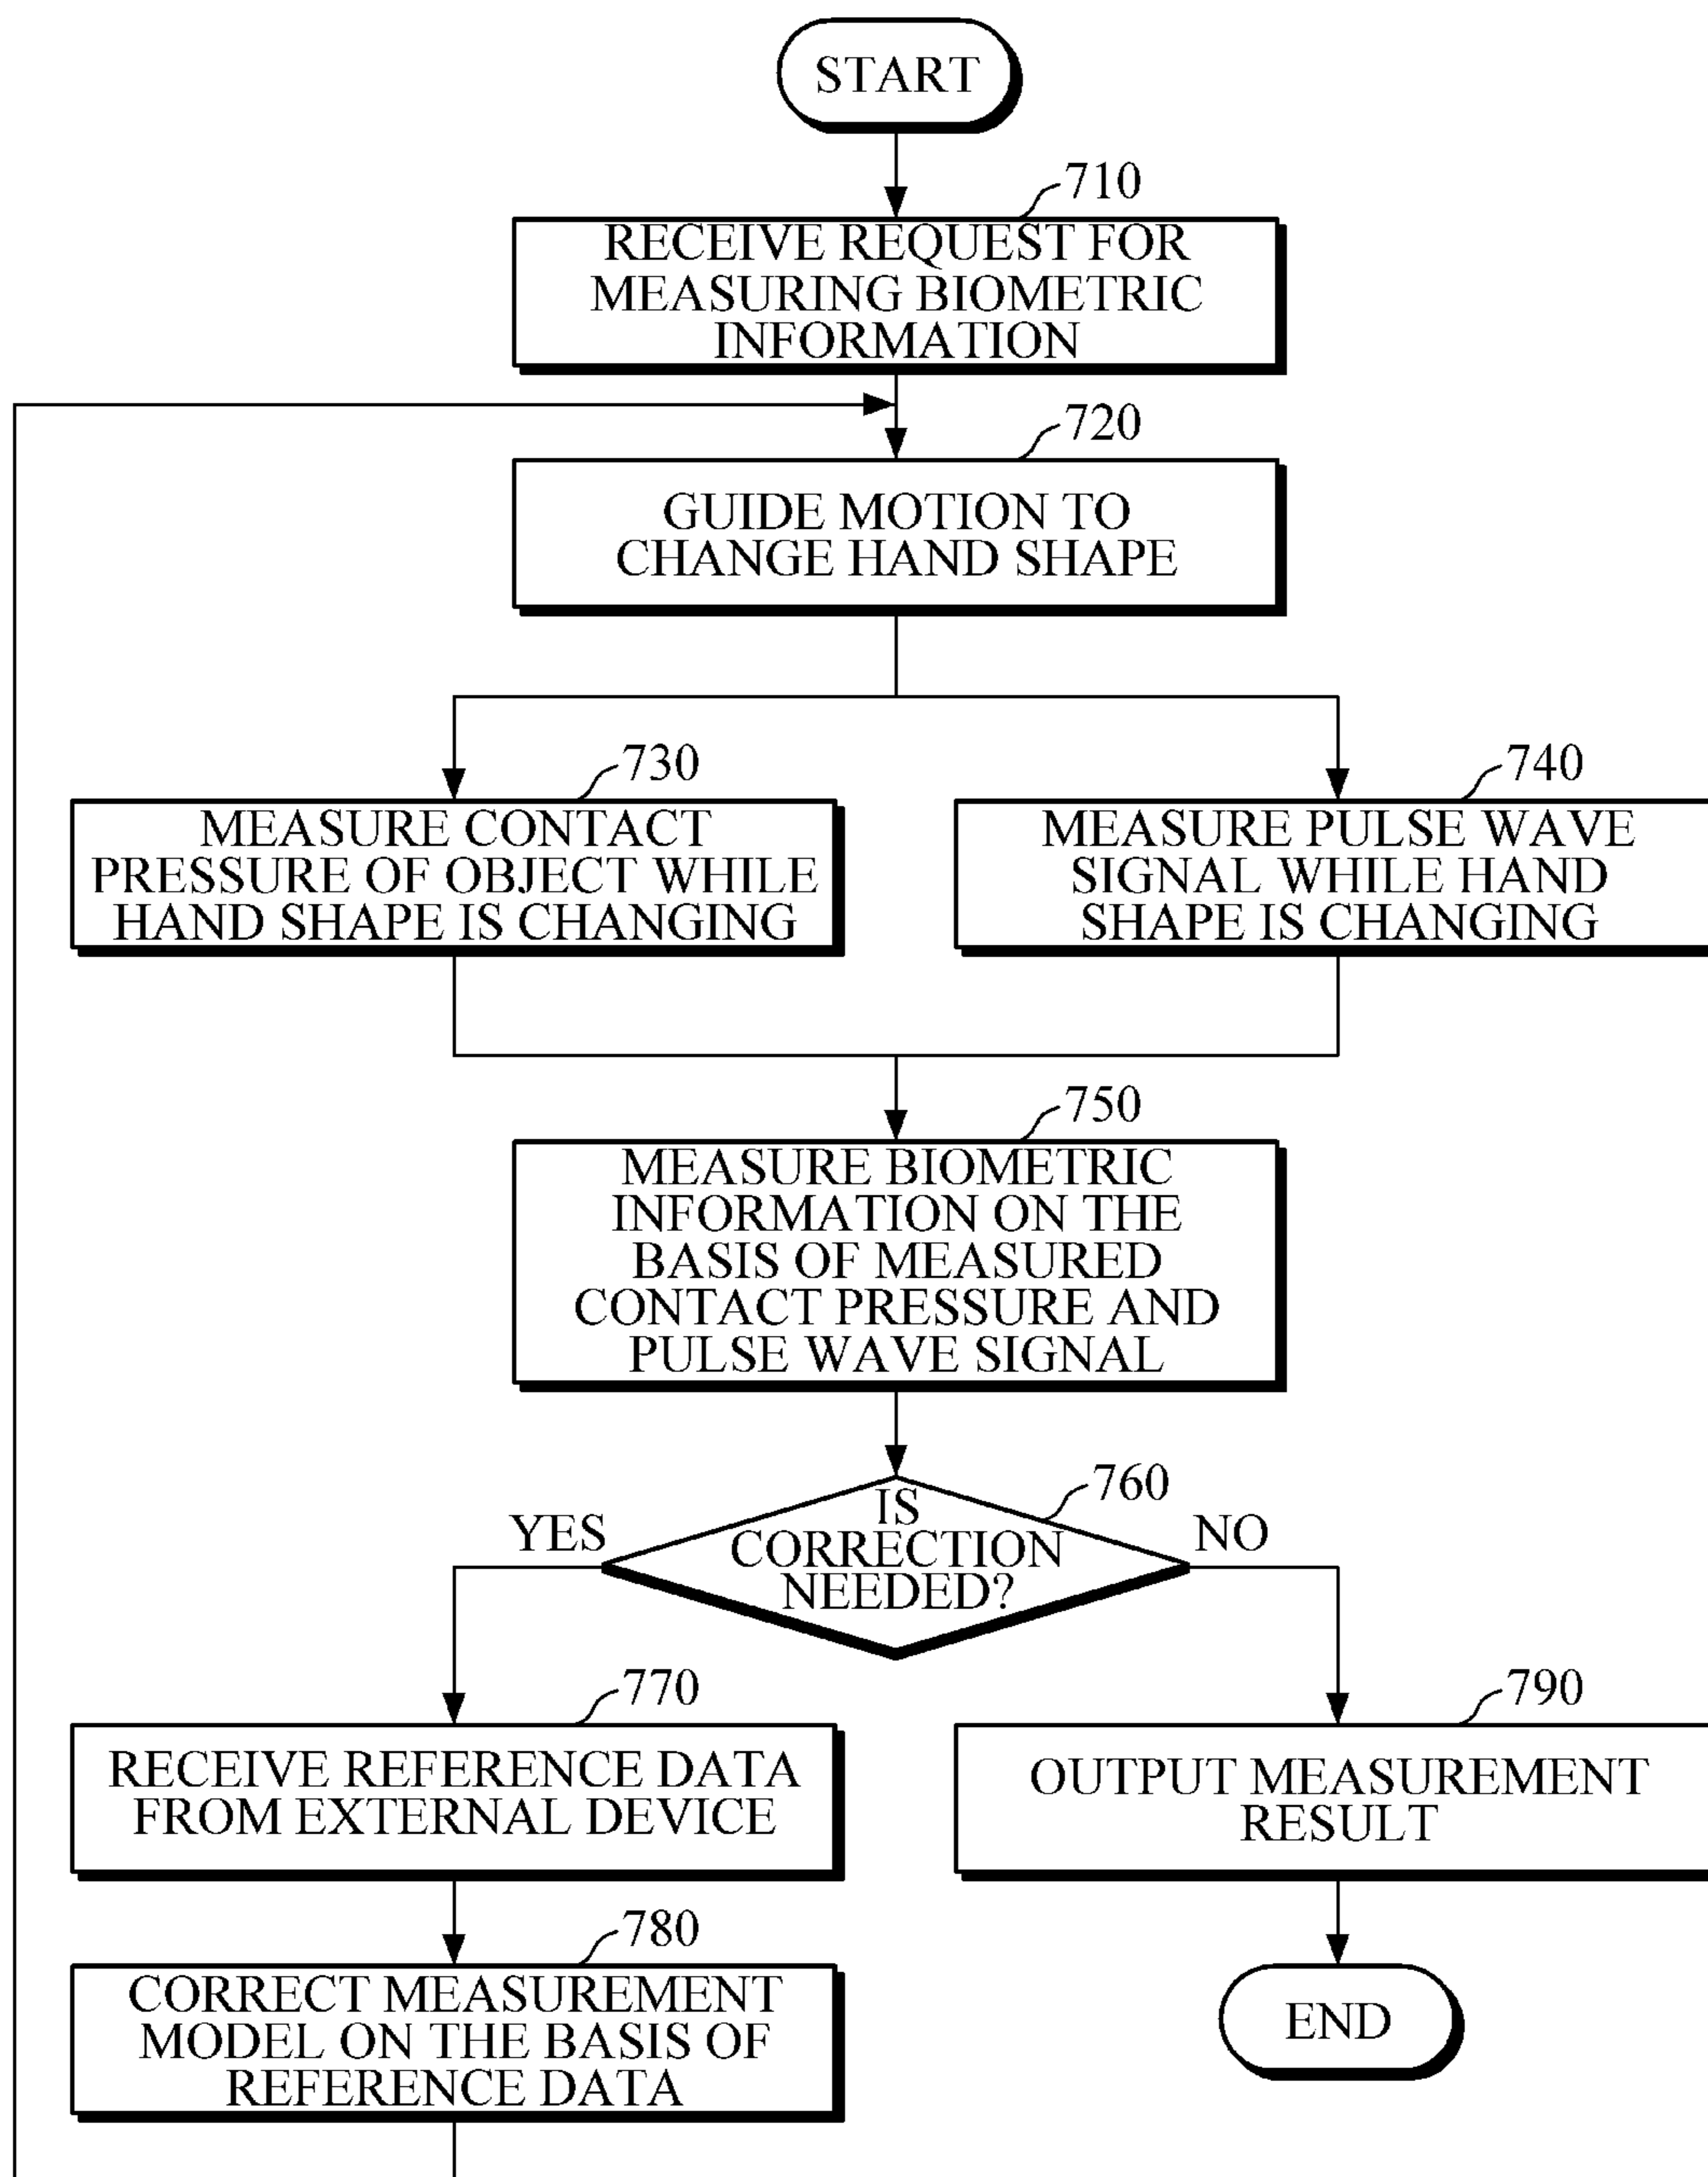 START
710
RECEIVE REQUEST FOR
MEASURING BIOMETRIC
INFORMATION
720
GUIDE MOTION TO
CHANGE HAND SHAPE
730
MEASURE CONTACT
PRESSURE OF OBJECT WHILE
HAND SHAPE IS CHANGING
740
MEASURE PULSE WAVE
SIGNAL WHILE HAND
SHAPE IS CHANGING
750
MEASURE BIOMETRIC
INFORMATION ON THE
BASIS OF MEASURED
CONTACT PRESSURE AND
PULSE WAVE SIGNAL
760
IS
CORRECTION
NEEDED?
YES
NO
770
RECEIVE REFERENCE DATA
FROM EXTERNAL DEVICE
790
OUTPUT MEASUREMENT
RESULT
780
CORRECT MEASUREMENT
MODEL ON THE BASIS OF
REFERENCE DATA
END